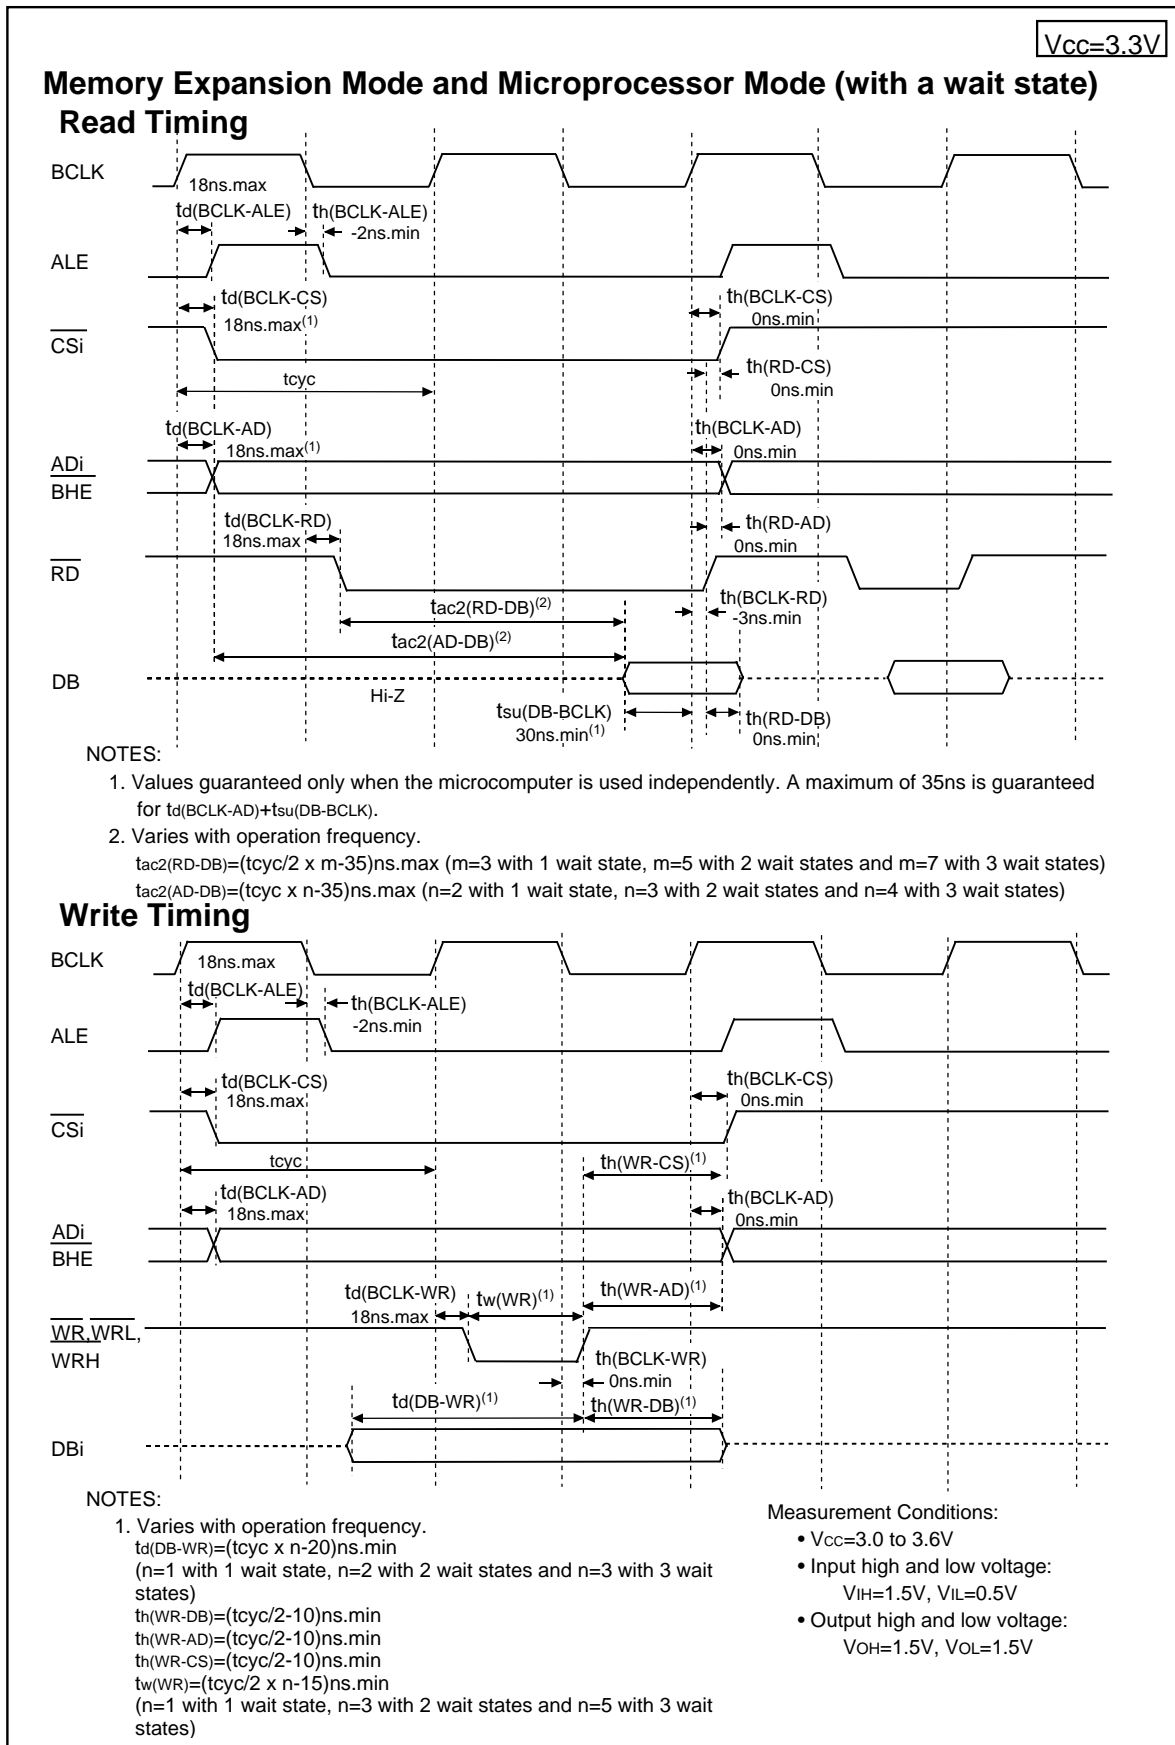 Vcc=3.3V
Memory Expansion Mode and Microprocessor Mode (with a wait state)
Read Timing
BCLK
18ns.max
td(BCLK-ALE)
th(BCLK-ALE)
-2ns.min
ALE
td(BCLK-CS)
18ns.max(1)
th(BCLK-CS)
0ns.min
CSi
th(RD-CS)
0ns.min
tcyc
td(BCLK-AD)
18ns.max(1)
th(BCLK-AD)
0ns.min
ADi
BHE
td(BCLK-RD)
18ns.max
th(RD-AD)
0ns.min
RD
tac2(RD-DB)(2)
th(BCLK-RD)
-3ns.min
tac2(AD-DB)(2)
DB
Hi-Z
tsu(DB-BCLK)
30ns.min(1)
th(RD-DB)
0ns.min
NOTES:
1. Values guaranteed only when the microcomputer is used independently. A maximum of 35ns is guaranteed
for td(BCLK-AD)+tsu(DB-BCLK).
2. Varies with operation frequency.
tac2(RD-DB)=(tcyc/2 x m-35)ns.max (m=3 with 1 wait state, m=5 with 2 wait states and m=7 with 3 wait states)
tac2(AD-DB)=(tcyc x n-35)ns.max (n=2 with 1 wait state, n=3 with 2 wait states and n=4 with 3 wait states)
Write Timing
BCLK
18ns.max
td(BCLK-ALE)
th(BCLK-ALE)
-2ns.min
ALE
td(BCLK-CS)
18ns.max
th(BCLK-CS)
0ns.min
CSi
tcyc
th(WR-CS)(1)
td(BCLK-AD)
18ns.max
th(BCLK-AD)
0ns.min
ADi
BHE
td(BCLK-WR)
18ns.max
tw(WR)(1)
th(WR-AD)(1)
WR,WRL,
WRH
th(BCLK-WR)
0ns.min
td(DB-WR)(1)
th(WR-DB)(1)
DBi
NOTES:
1. Varies with operation frequency.
td(DB-WR)=(tcyc x n-20)ns.min
(n=1 with 1 wait state, n=2 with 2 wait states and n=3 with 3 wait
states)
th(WR-DB)=(tcyc/2-10)ns.min
th(WR-AD)=(tcyc/2-10)ns.min
th(WR-CS)=(tcyc/2-10)ns.min
tw(WR)=(tcyc/2 x n-15)ns.min
(n=1 with 1 wait state, n=3 with 2 wait states and n=5 with 3 wait
states)
Measurement Conditions:
• VCC=3.0 to 3.6V
• Input high and low voltage:
VIH=1.5V, VIL=0.5V
• Output high and low voltage:
VOH=1.5V, VOL=1.5V